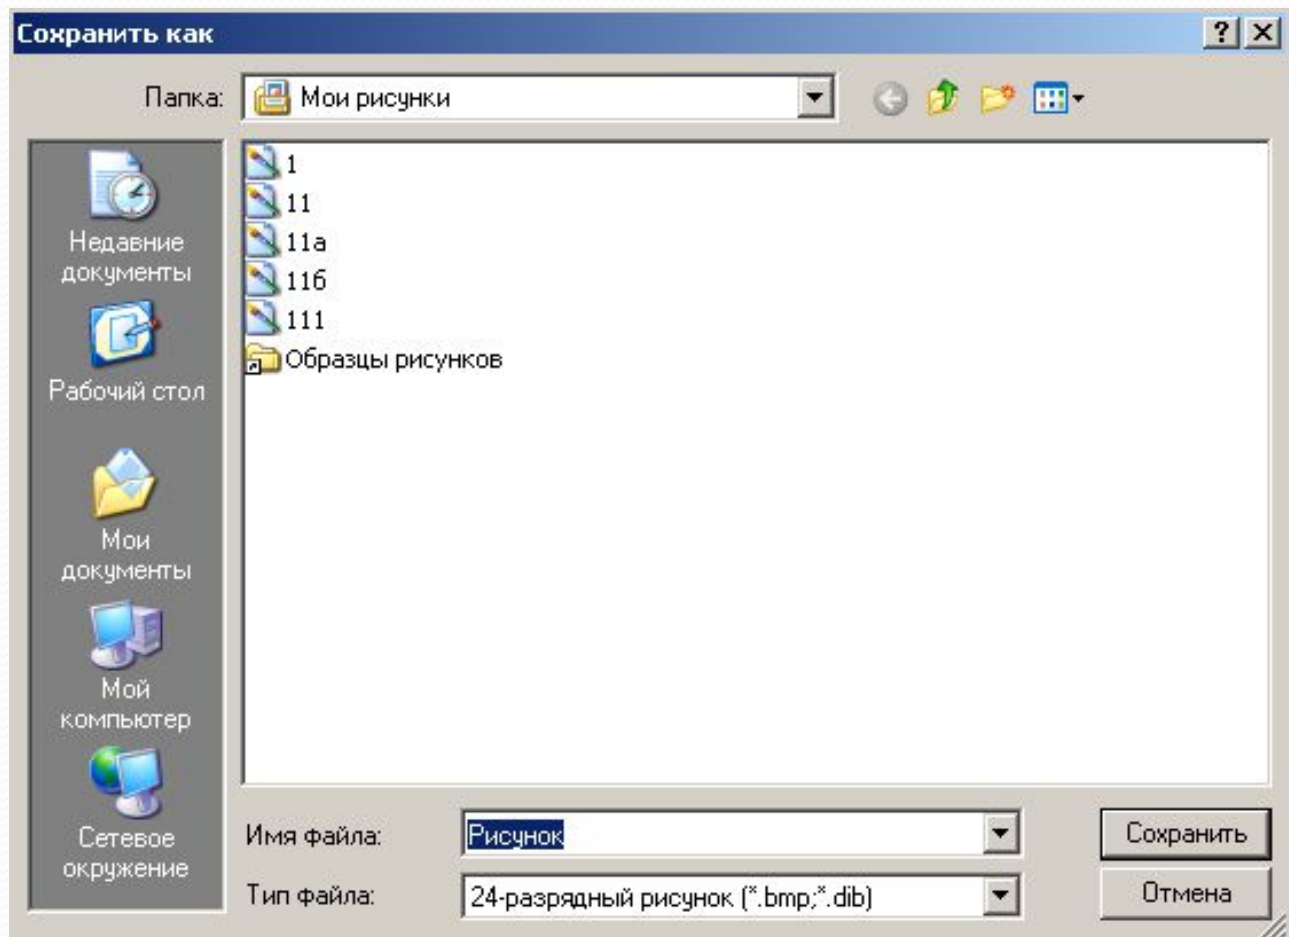 Сохранить как
Папка: Мои рисунки
1
11
11а
11б
111
Образцы рисунков
Недавние
документы
Рабочий стол
Мои
документы
Мой
компьютер
Сетевое
окружение
Имя файла: Рисунок Сохранить
Тип файла: 24-разрядный рисунок (*.bmp;*.dib) Отмена